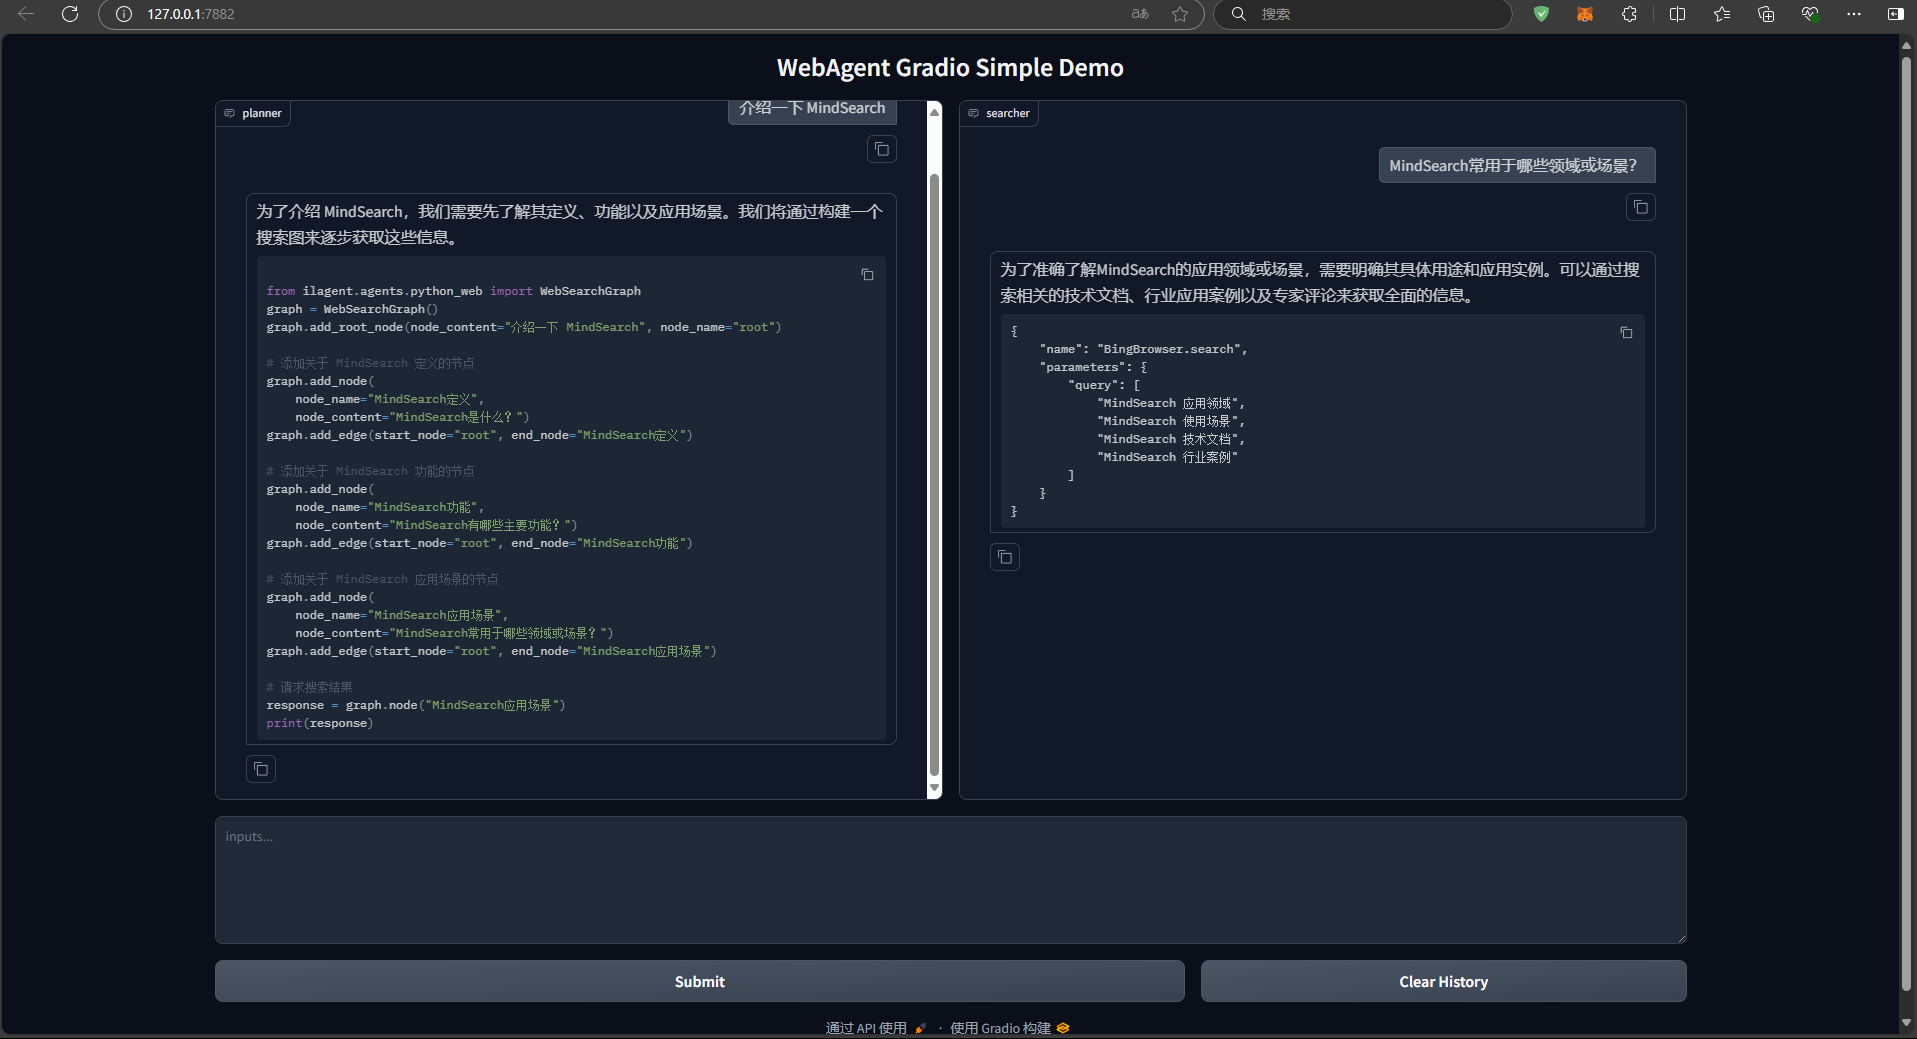 127.0.0.1:7882
aあ
搜索
WebAgent Gradio Simple Demo
planner
介绍一下 MindSearch
为了介绍 MindSearch，我们需要先了解其定义、功能以及应用场景。我们将通过构建一个
搜索图来逐步获取这些信息。
from ilagent.agents.python_web import WebSearchGraph
graph = WebSearchGraph()
graph.add_root_node(node_content="介绍一下 MindSearch", node_name="root")
# 添加关于 MindSearch 定义的节点
graph.add_node(
    node_name="MindSearch定义",
    node_content="MindSearch是什么？")
graph.add_edge(start_node="root", end_node="MindSearch定义")
# 添加关于 MindSearch 功能的节点
graph.add_node(
    node_name="MindSearch功能",
    node_content="MindSearch有哪些主要功能？")
graph.add_edge(start_node="root", end_node="MindSearch功能")
# 添加关于 MindSearch 应用场景的节点
graph.add_node(
    node_name="MindSearch应用场景",
    node_content="MindSearch常用于哪些领域或场景？")
graph.add_edge(start_node="root", end_node="MindSearch应用场景")
# 请求搜索结果
response = graph.node("MindSearch应用场景")
print(response)
searcher
MindSearch常用于哪些领域或场景？
为了准确了解MindSearch的应用领域或场景，需要明确其具体用途和应用实例。可以通过搜
索相关的技术文档、行业应用案例以及专家评论来获取全面的信息。
{
    "name": "BingBrowser.search",
    "parameters": {
        "query": [
            "MindSearch 应用领域",
            "MindSearch 使用场景",
            "MindSearch 技术文档",
            "MindSearch 行业案例"
        ]
    }
}
inputs...
Submit
Clear History
通过 API 使用 · 使用 Gradio 构建